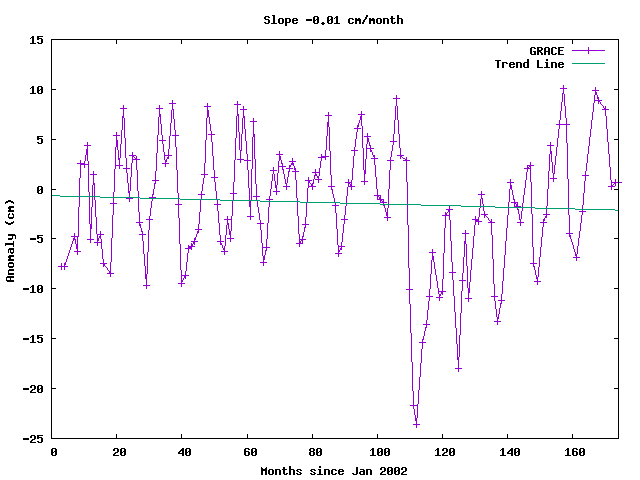 Slope -0.01 cm/month
15
10
5
0
-5
-10
-15
-20
-25
Anomaly (cm)
GRACE
Trend Line
0 20 40 60 80 100 120 140 160
Months since Jan 2002